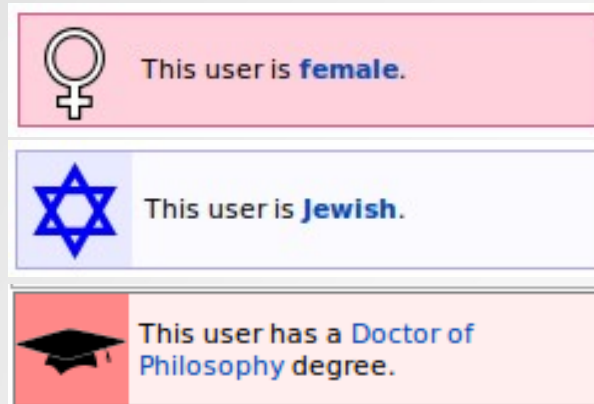 This user is female.
This user is Jewish.
This user has a Doctor of
Philosophy degree.